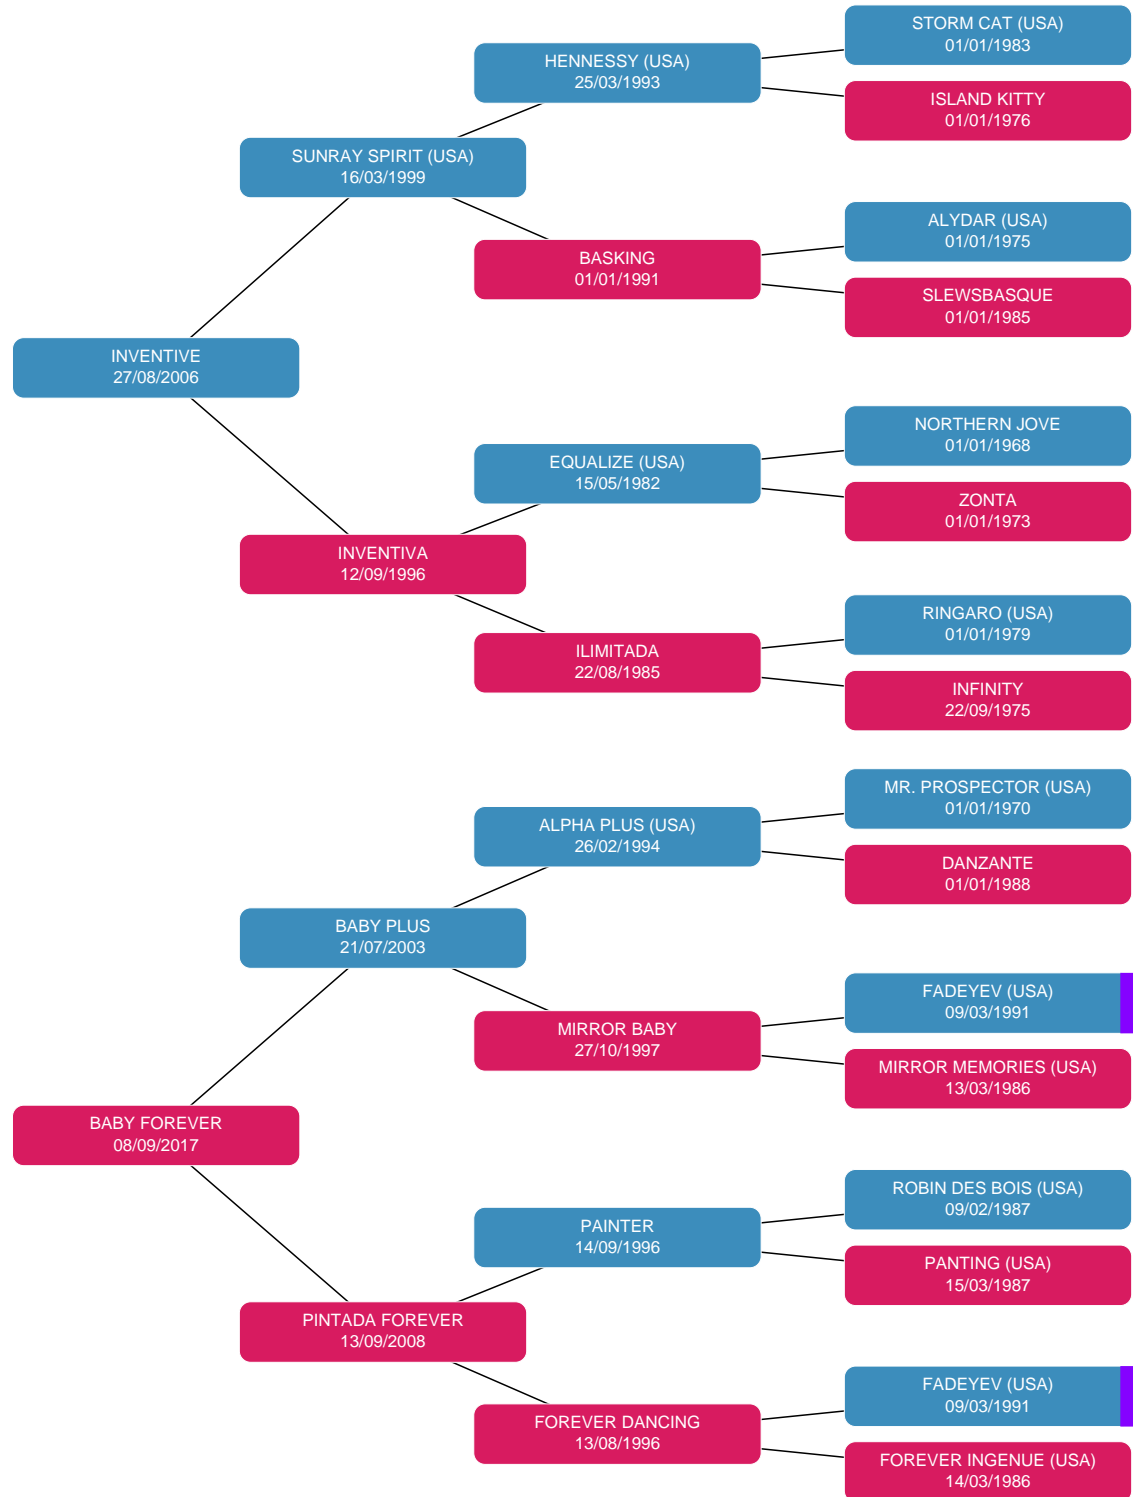 STORM CAT (USA)
01/01/1983
HENNESSY (USA)
25/03/1993
ISLAND KITTY
01/01/1976
SUNRAY SPIRIT (USA)
16/03/1999
ALYDAR (USA)
01/01/1975
BASKING
01/01/1991
SLEWSBASQUE
01/01/1985
INVENTIVE
27/08/2006
NORTHERN JOVE
01/01/1968
EQUALIZE (USA)
15/05/1982
ZONTA
01/01/1973
INVENTIVA
12/09/1996
RINGARO (USA)
01/01/1979
ILIMITADA
22/08/1985
INFINITY
22/09/1975
MR. PROSPECTOR (USA)
01/01/1970
ALPHA PLUS (USA)
26/02/1994
DANZANTE
01/01/1988
BABY PLUS
21/07/2003
FADEYEV (USA)
09/03/1991
MIRROR BABY
27/10/1997
MIRROR MEMORIES (USA)
13/03/1986
BABY FOREVER
08/09/2017
ROBIN DES BOIS (USA)
09/02/1987
PAINTER
14/09/1996
PANTING (USA)
15/03/1987
PINTADA FOREVER
13/09/2008
FADEYEV (USA)
09/03/1991
FOREVER DANCING
13/08/1996
FOREVER INGENUE (USA)
14/03/1986